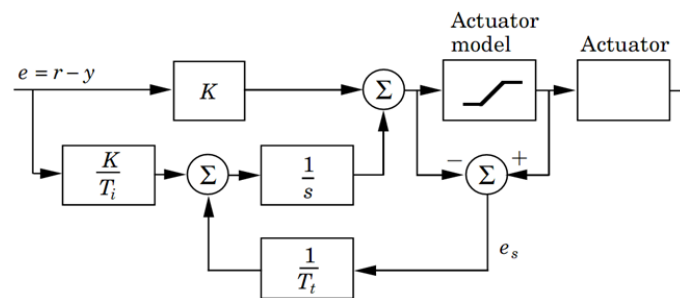 Actuator
model
Actuator
e = r − y
K
Σ
K
T_i
Σ
1
s
−
+
Σ
1
T_t
e_s